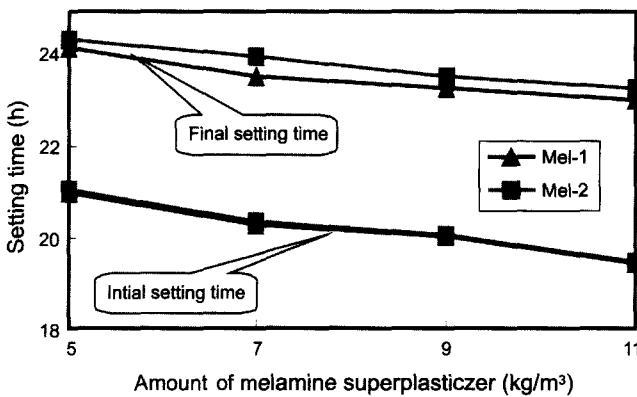 Setting time (h)
24
22
20
18
Final setting time
Mel-1
Mel-2
Intial setting time
5
7
9
11
Amount of melamine superplasticzer (kg/m³)